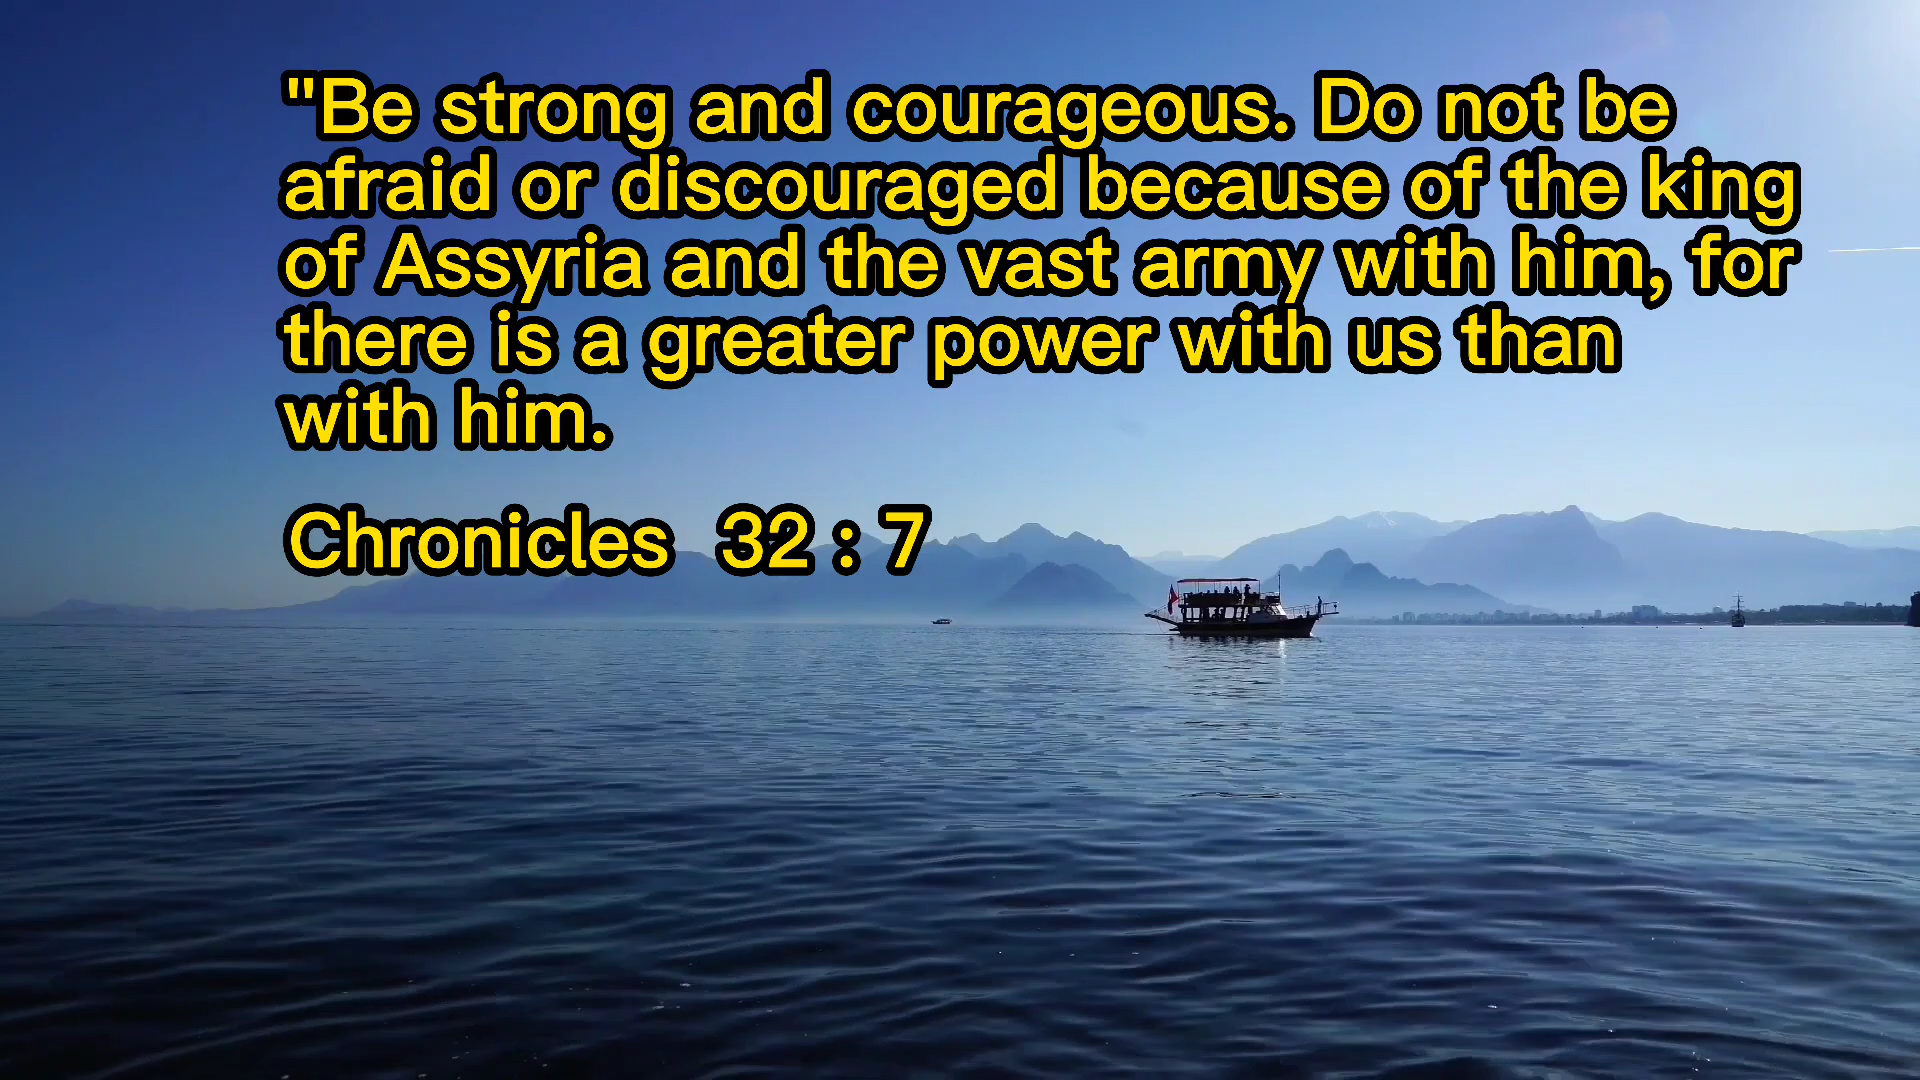 "Be strong and courageous. Do not be
afraid or discouraged because of the king
of Assyria and the vast army with him, for
there is a greater power with us than
with him.
Chronicles 32 : 7